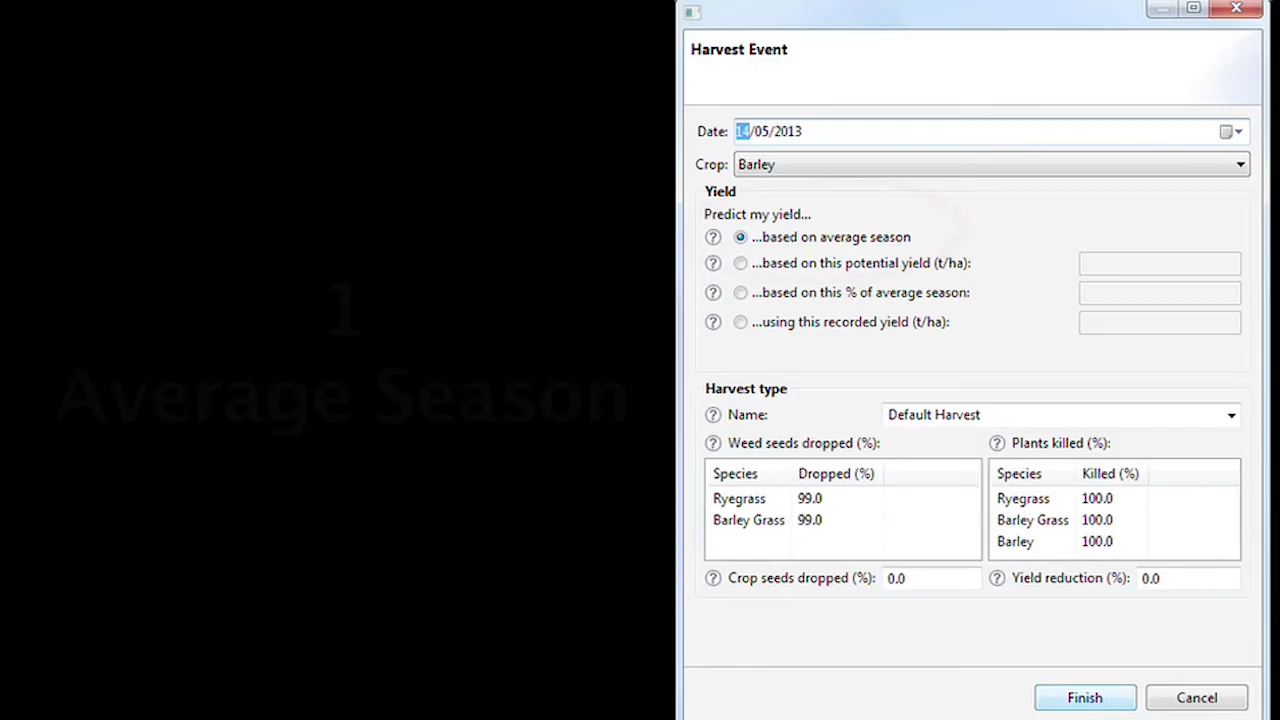 1
Average Season
Harvest Event
Date: 14/05/2013
Crop: Barley
Yield
Predict my yield...
? ...based on average season
? ...based on this potential yield (t/ha):
? ...based on this % of average season:
? ...using this recorded yield (t/ha):
Harvest type
? Name: Default Harvest
? Weed seeds dropped (%): ? Plants killed (%):
Species Dropped (%) Species Killed (%)
Ryegrass 99.0 Ryegrass 100.0
Barley Grass 99.0 Barley Grass 100.0
Barley 100.0
? Crop seeds dropped (%): 0.0 ? Yield reduction (%): 0.0
Finish Cancel